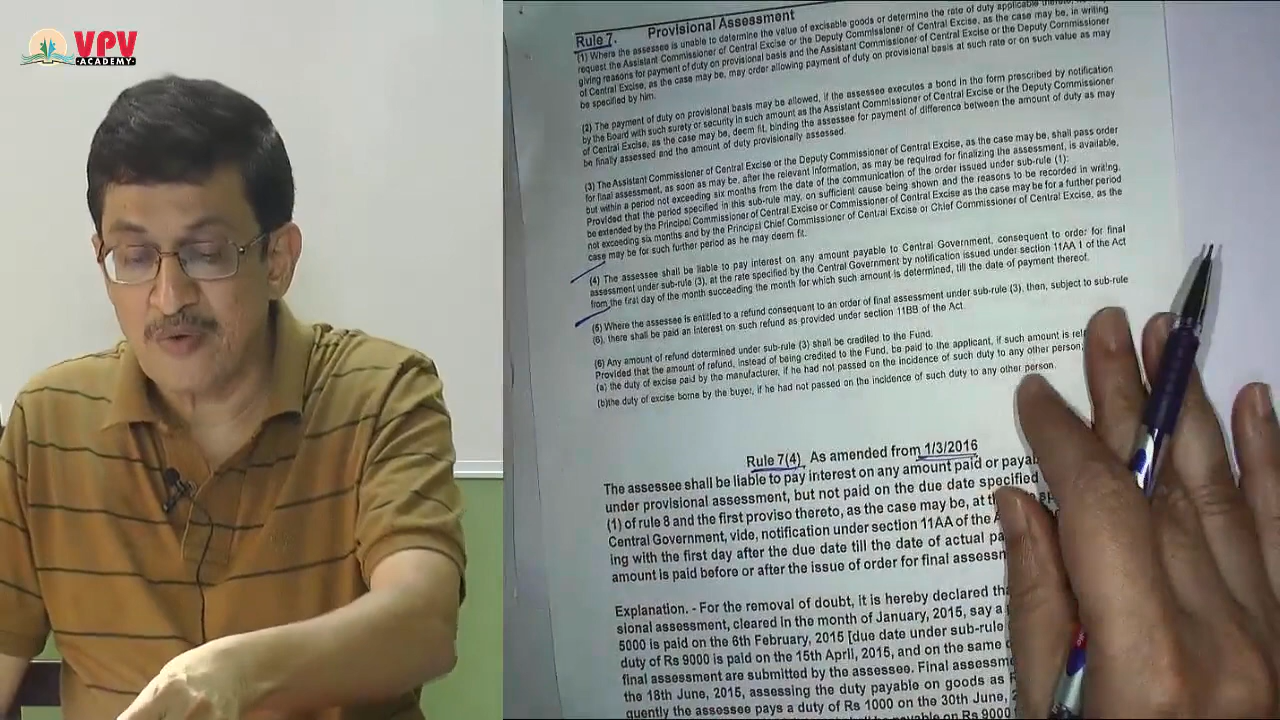 VPV
ACADEMY
Rule 7. Provisional Assessment
(1) Where the assessee is unable to determine the value of excisable goods or determine the rate of duty applicable
request the Assistant Commissioner of Central Excise or the Deputy Commissioner of Central Excise, as the case may be, in writing
giving reasons for payment of duty on provisional basis and the Assistant Commissioner of Central Excise or the Deputy Commissioner
of Central Excise, as the case may be, may order allowing payment of duty on provisional basis at such rate or on such value as may
be specified by him.
(2) The payment of duty on provisional basis may be allowed, if the assessee executes a bond in the form prescribed by notification
by the Board with such surety or security in such amount as the Assistant Commissioner of Central Excise or the Deputy Commissioner
of Central Excise, as the case may be, deem fit, binding the assessee for payment of difference between the amount of duty as may
be finally assessed and the amount of duty provisionally assessed.
(3) The Assistant Commissioner of Central Excise or the Deputy Commissioner of Central Excise, as the case may be, shall pass order
for final assessment, as soon as may be, after the relevant information, as may be required for finalizing the assessment, is available,
but within a period not exceeding six months from the date of the communication of the order issued under sub-rule (1):
Provided that the period specified in this sub-rule may, on sufficient cause being shown and the reasons to be recorded in writing,
be extended by the Principal Commissioner of Central Excise or Commissioner of Central Excise as the case may be for a further period
not exceeding six months and by the Principal Chief Commissioner of Central Excise or Chief Commissioner of Central Excise, as the
case may be for such further period as he may deem fit.
(4) The assessee shall be liable to pay interest on any amount payable to Central Government, consequent to order for final
assessment under sub-rule (3), at the rate specified by the Central Government by notification issued under section 11AA 1 of the Act
from the first day of the month succeeding the month for which such amount is determined, till the date of payment thereof.
(5) Where the assessee is entitled to a refund consequent to an order of final assessment under sub-rule (3), then, subject to sub-rule
(6), there shall be paid an interest on such refund as provided under section 11BB of the Act.
(6) Any amount of refund determined under sub-rule (3) shall be credited to the Fund.
Provided that the amount of refund, instead of being credited to the Fund, be paid to the applicant, if such amount is
(a) the duty of excise paid by the manufacturer, if he had not passed on the incidence of such duty to any other person;
(b)the duty of excise borne by the buyer, if he had not passed on the incidence of such duty to any other person.
Rule 7(4) As amended from 1/3/2016
The assessee shall be liable to pay interest on any amount paid or
under provisional assessment, but not paid on the due date specified
(1) of rule 8 and the first proviso thereto, as the case may be, at
Central Government, vide, notification under section 11AA of the
ing with the first day after the due date till the date of actual
amount is paid before or after the issue of order for final
Explanation. - For the removal of doubt, it is hereby declared
sional assessment, cleared in the month of January, 2015, say a
5000 is paid on the 6th February, 2015 [due date under sub-rule
duty of Rs 9000 is paid on the 15th April, 2015, and on the same
final assessment are submitted by the assessee. Final
the 18th June, 2015, assessing the duty payable on goods as
quently the assessee pays a duty of Rs 1000 on the 30th June,
payable on Rs 9000